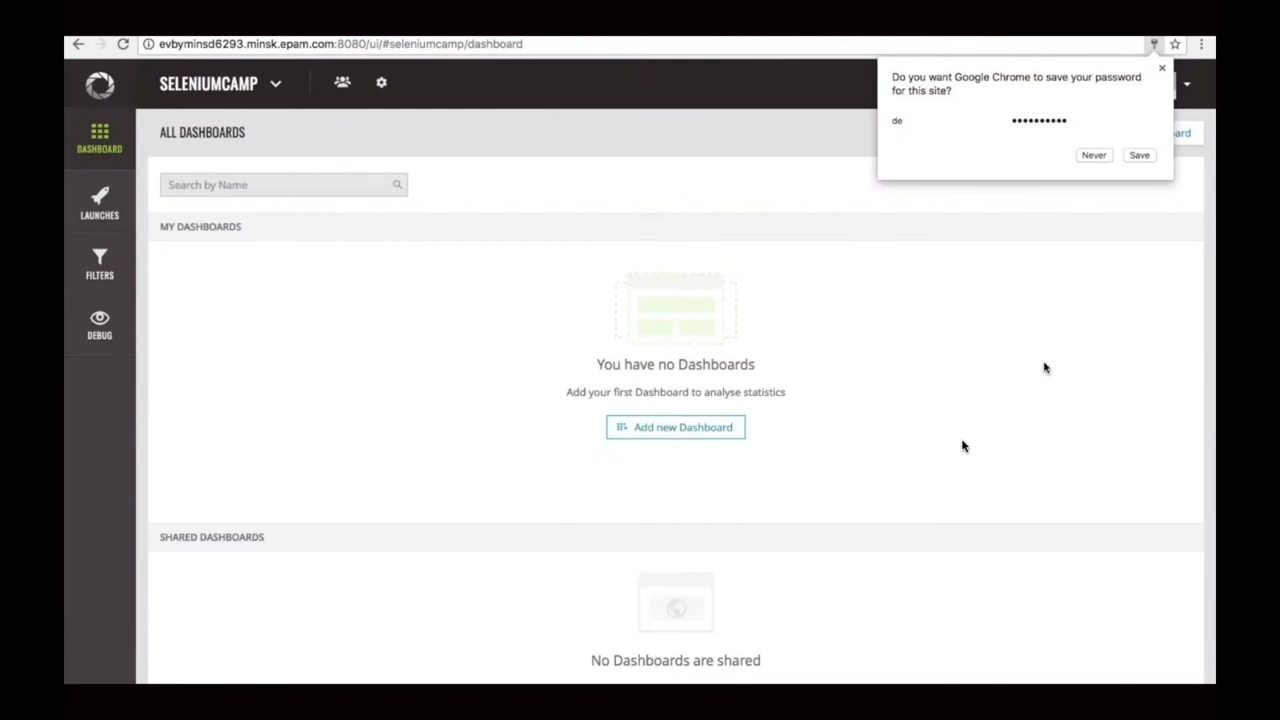 evbyminsd6293.minsk.epam.com:8080/ui/#seleniumcamp/dashboard
SELENIUMCAMP
Do you want Google Chrome to save your password
for this site?
de ••••••••••
Never Save
DASHBOARD
LAUNCHES
FILTERS
DEBUG
ALL DASHBOARDS
ard
Search by Name
MY DASHBOARDS
You have no Dashboards
Add your first Dashboard to analyse statistics
Add new Dashboard
SHARED DASHBOARDS
No Dashboards are shared